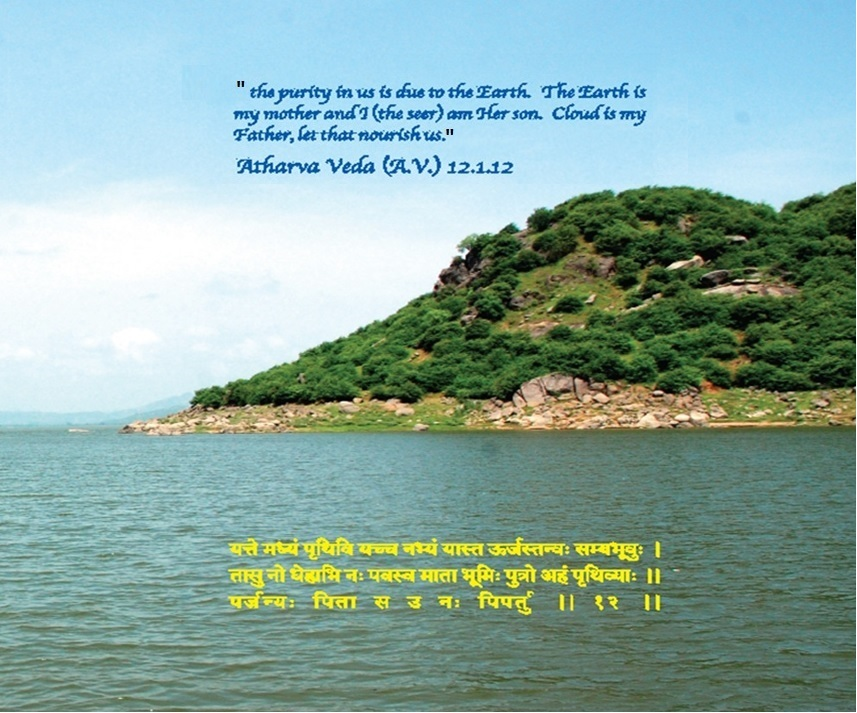 " the purity in us is due to the Earth. The Earth is
my mother and I (the seer) am Her son. Cloud is my
Father, let that nourish us."
Atharva Veda (A.V.) 12.1.12
यत्ते मध्यं पृथिवि यच्च नभ्यं यास्त ऊर्जस्तन्वः सम्बभूवुः ।
तासु नो धेह्यभि नः पवस्व माता भूमिः पुत्रो अहं पृथिव्याः ।।
पर्जन्यः पिता स उ नः पिपर्तु ।। १२ ।।